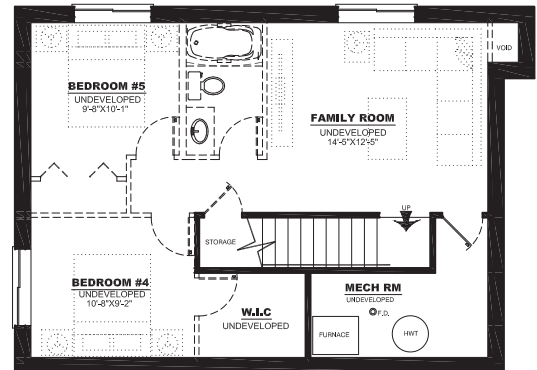 VOID
BEDROOM #5
UNDEVELOPED
9'-8"X10'-1"
FAMILY ROOM
UNDEVELOPED
14'-5"X12'-5"
UP
STORAGE
BEDROOM #4
UNDEVELOPED
10'-8"X9'-2"
W.I.C
UNDEVELOPED
MECH RM
UNDEVELOPED
F.D.
FURNACE
HWT